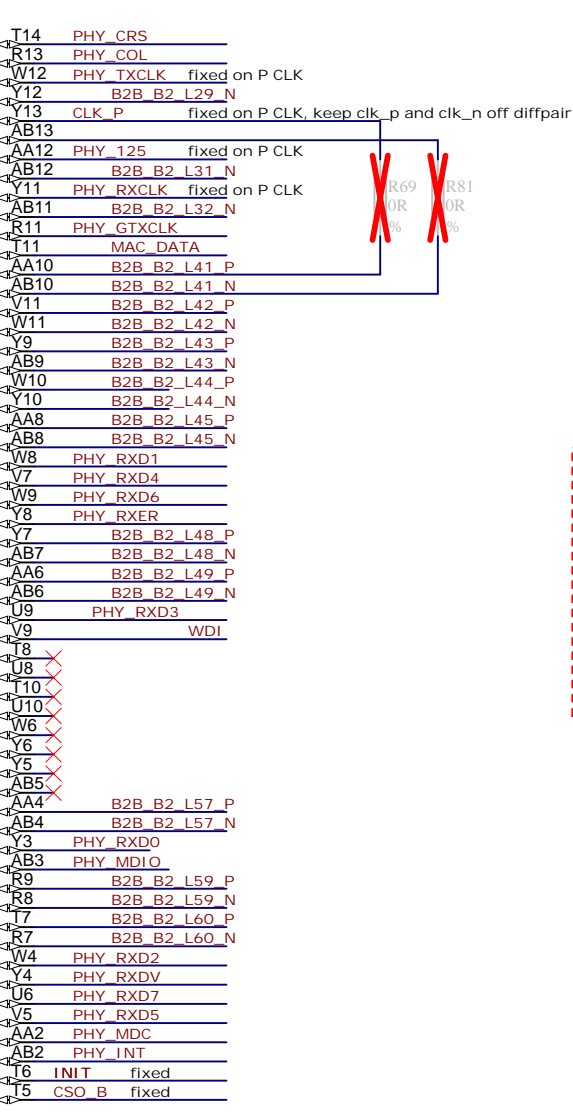 T14 PHY_CRS
R13 PHY_COL
W12 PHY_TXCLK fixed on P CLK
Y12 B2B_B2_L29_N
Y13 CLK_P fixed on P CLK, keep clk_p and clk_n off diffpair
AB13
AA12 PHY_125 fixed on P CLK
AB12 B2B_B2_L31_N
Y11 PHY_RXCLK fixed on P CLK
R69 R81
AB11 B2B_B2_L32_N
0R 0R
R11 PHY_GTXCLK
% %
T11 MAC_DATA
AA10 B2B_B2_L41_P
AB10 B2B_B2_L41_N
V11 B2B_B2_L42_P
W11 B2B_B2_L42_N
Y9 B2B_B2_L43_P
AB9 B2B_B2_L43_N
W10 B2B_B2_L44_P
Y10 B2B_B2_L44_N
AA8 B2B_B2_L45_P
AB8 B2B_B2_L45_N
W8 PHY_RXD1
V7 PHY_RXD4
W9 PHY_RXD6
Y8 PHY_RXER
Y7 B2B_B2_L48_P
AB7 B2B_B2_L48_N
AA6 B2B_B2_L49_P
AB6 B2B_B2_L49_N
U9 PHY_RXD3
V9 WDI
T8
U8
T10
U10
W6
Y6
Y5
AB5
AA4 B2B_B2_L57_P
AB4 B2B_B2_L57_N
Y3 PHY_RXD0
AB3 PHY_MDIO
R9 B2B_B2_L59_P
R8 B2B_B2_L59_N
T7 B2B_B2_L60_P
R7 B2B_B2_L60_N
W4 PHY_RXD2
Y4 PHY_RXDV
U6 PHY_RXD7
V5 PHY_RXD5
AA2 PHY_MDC
AB2 PHY_INT
T6 INIT fixed
T5 CSO_B fixed